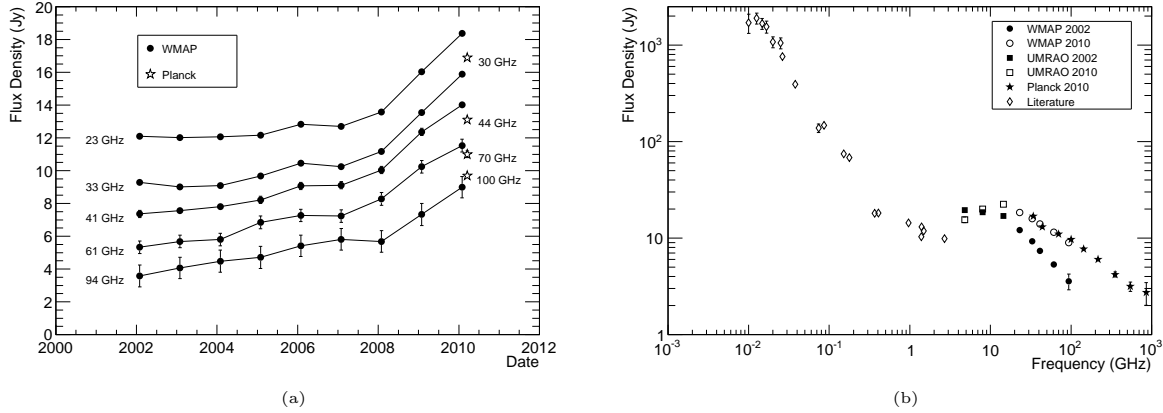 Flux Density (Jy)
20
18
16
14
12
10
8
6
4
2
0
WMAP
Planck
23 GHz
33 GHz
41 GHz
61 GHz
94 GHz
30 GHz
44 GHz
70 GHz
100 GHz
2000 2002 2004 2006 2008 2010 2012
Date
(a)
Flux Density (Jy)
10³
10²
10
1
WMAP 2002
WMAP 2010
UMRAO 2002
UMRAO 2010
Planck 2010
Literature
10⁻³ 10⁻² 10⁻¹ 1 10 10² 10³
Frequency (GHz)
(b)